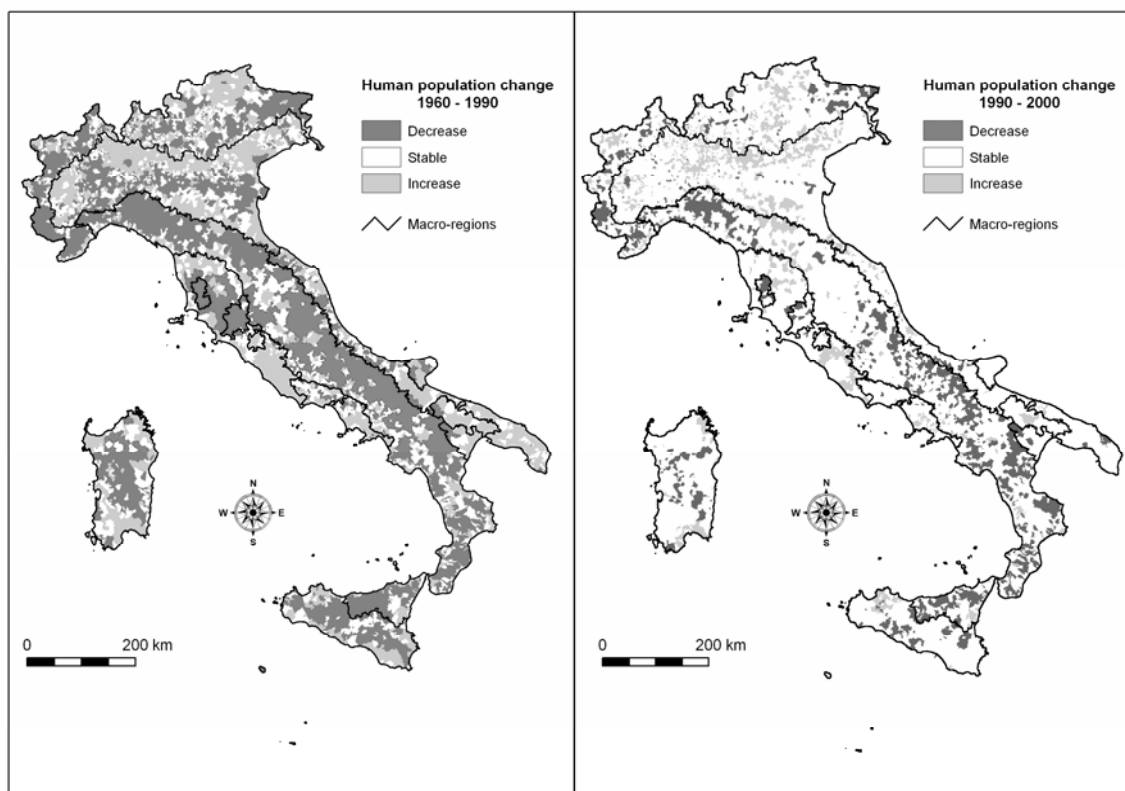 Human population change
1960 - 1990
Decrease
Stable
Increase
Macro-regions
N
W E
S
0 200 km
Human population change
1990 - 2000
Decrease
Stable
Increase
Macro-regions
N
W E
S
0 200 km